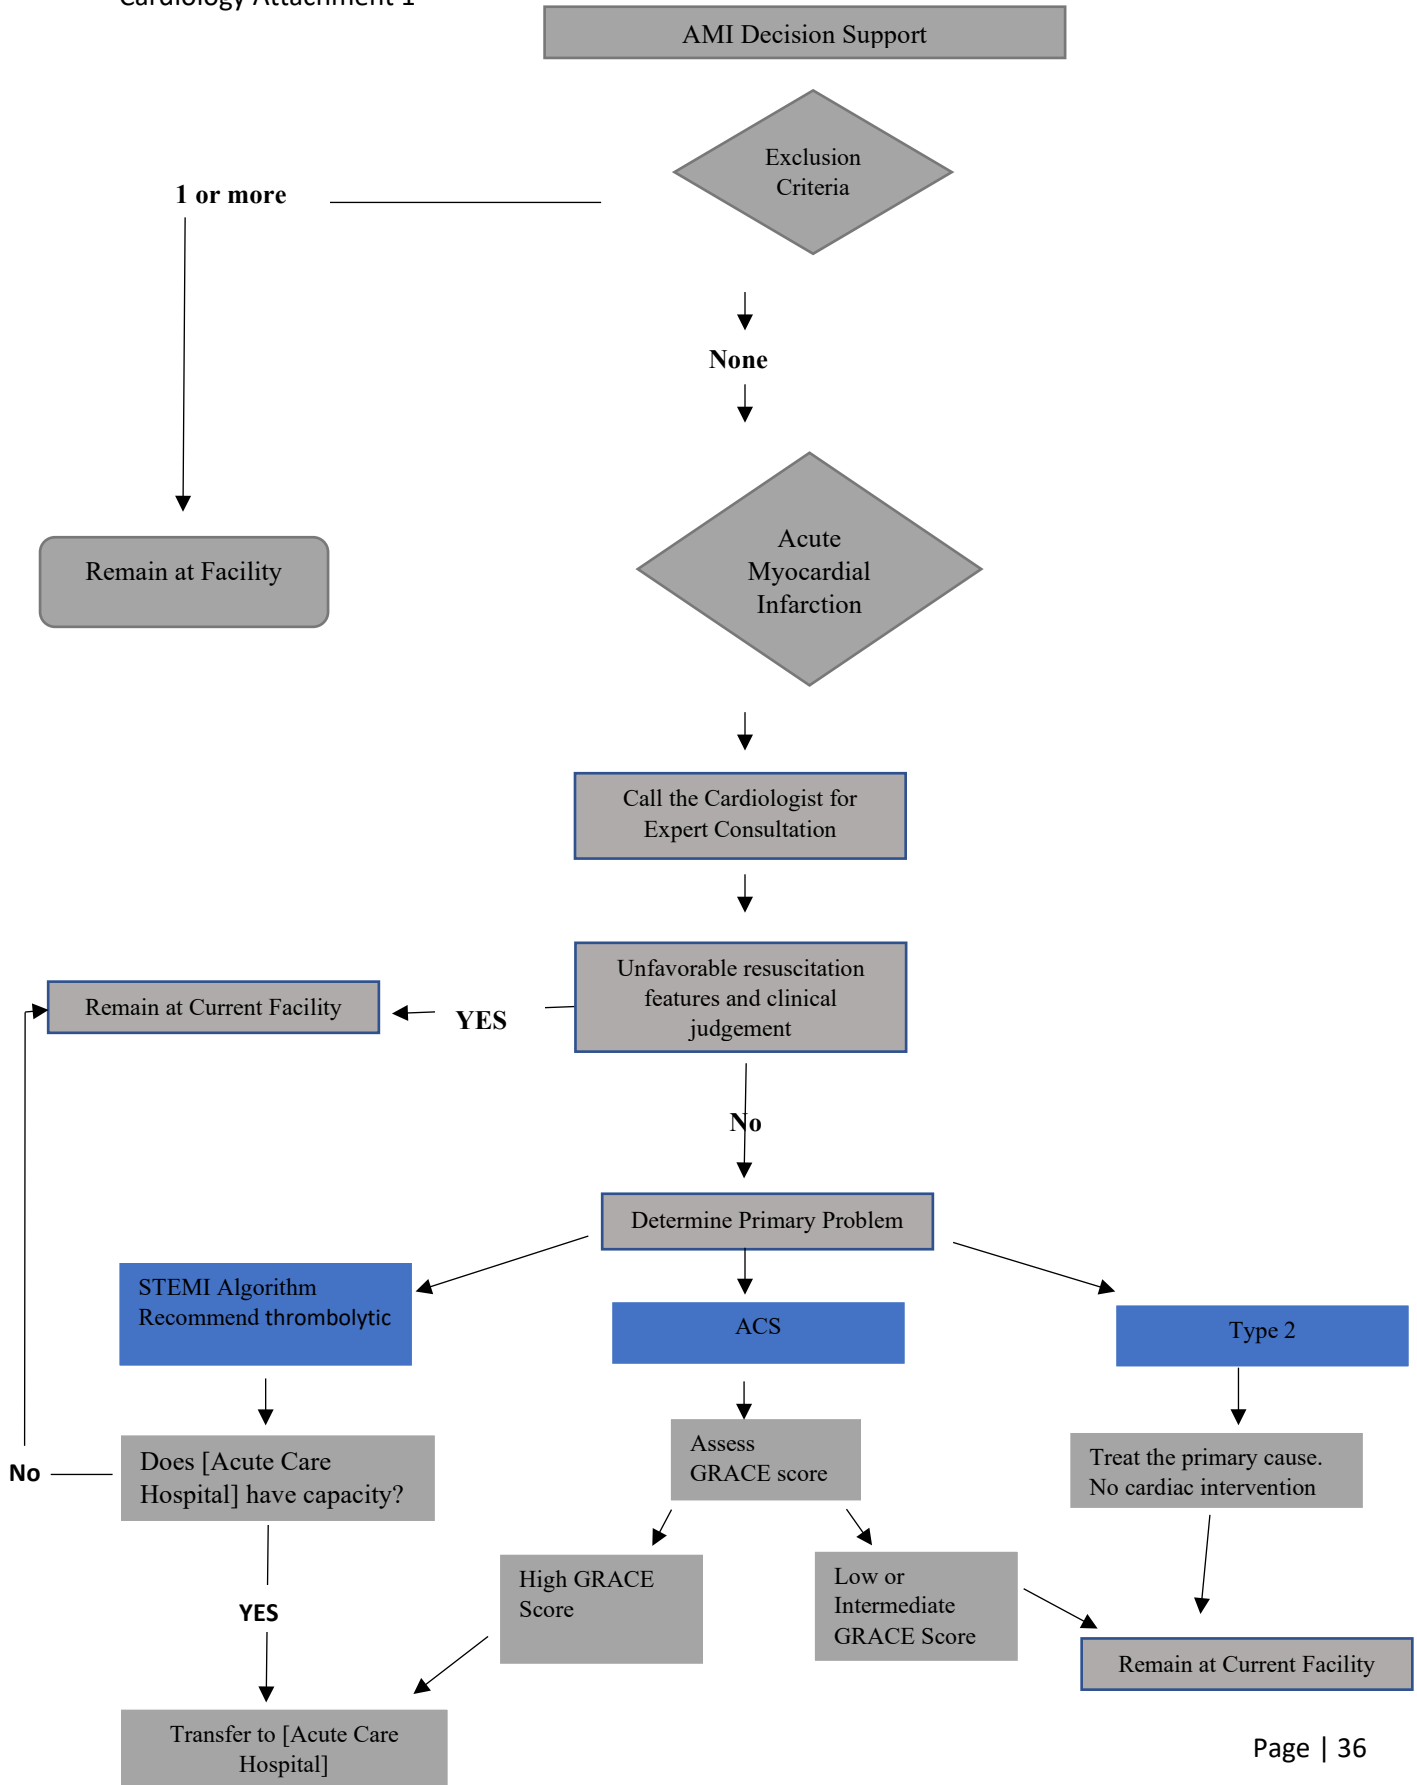 Cardiology Attachment 1
AMI Decision Support
Exclusion
Criteria
1 or more
None
Remain at Facility
Acute
Myocardial
Infarction
Call the Cardiologist for
Expert Consultation
Unfavorable resuscitation
features and clinical
judgement
Remain at Current Facility
YES
No
Determine Primary Problem
STEMI Algorithm
Recommend thrombolytic
ACS
Type 2
Does [Acute Care
Hospital] have capacity?
No
Assess
GRACE score
Treat the primary cause.
No cardiac intervention
YES
High GRACE
Score
Low or
Intermediate
GRACE Score
Remain at Current Facility
Transfer to [Acute Care
Hospital]
Page | 36